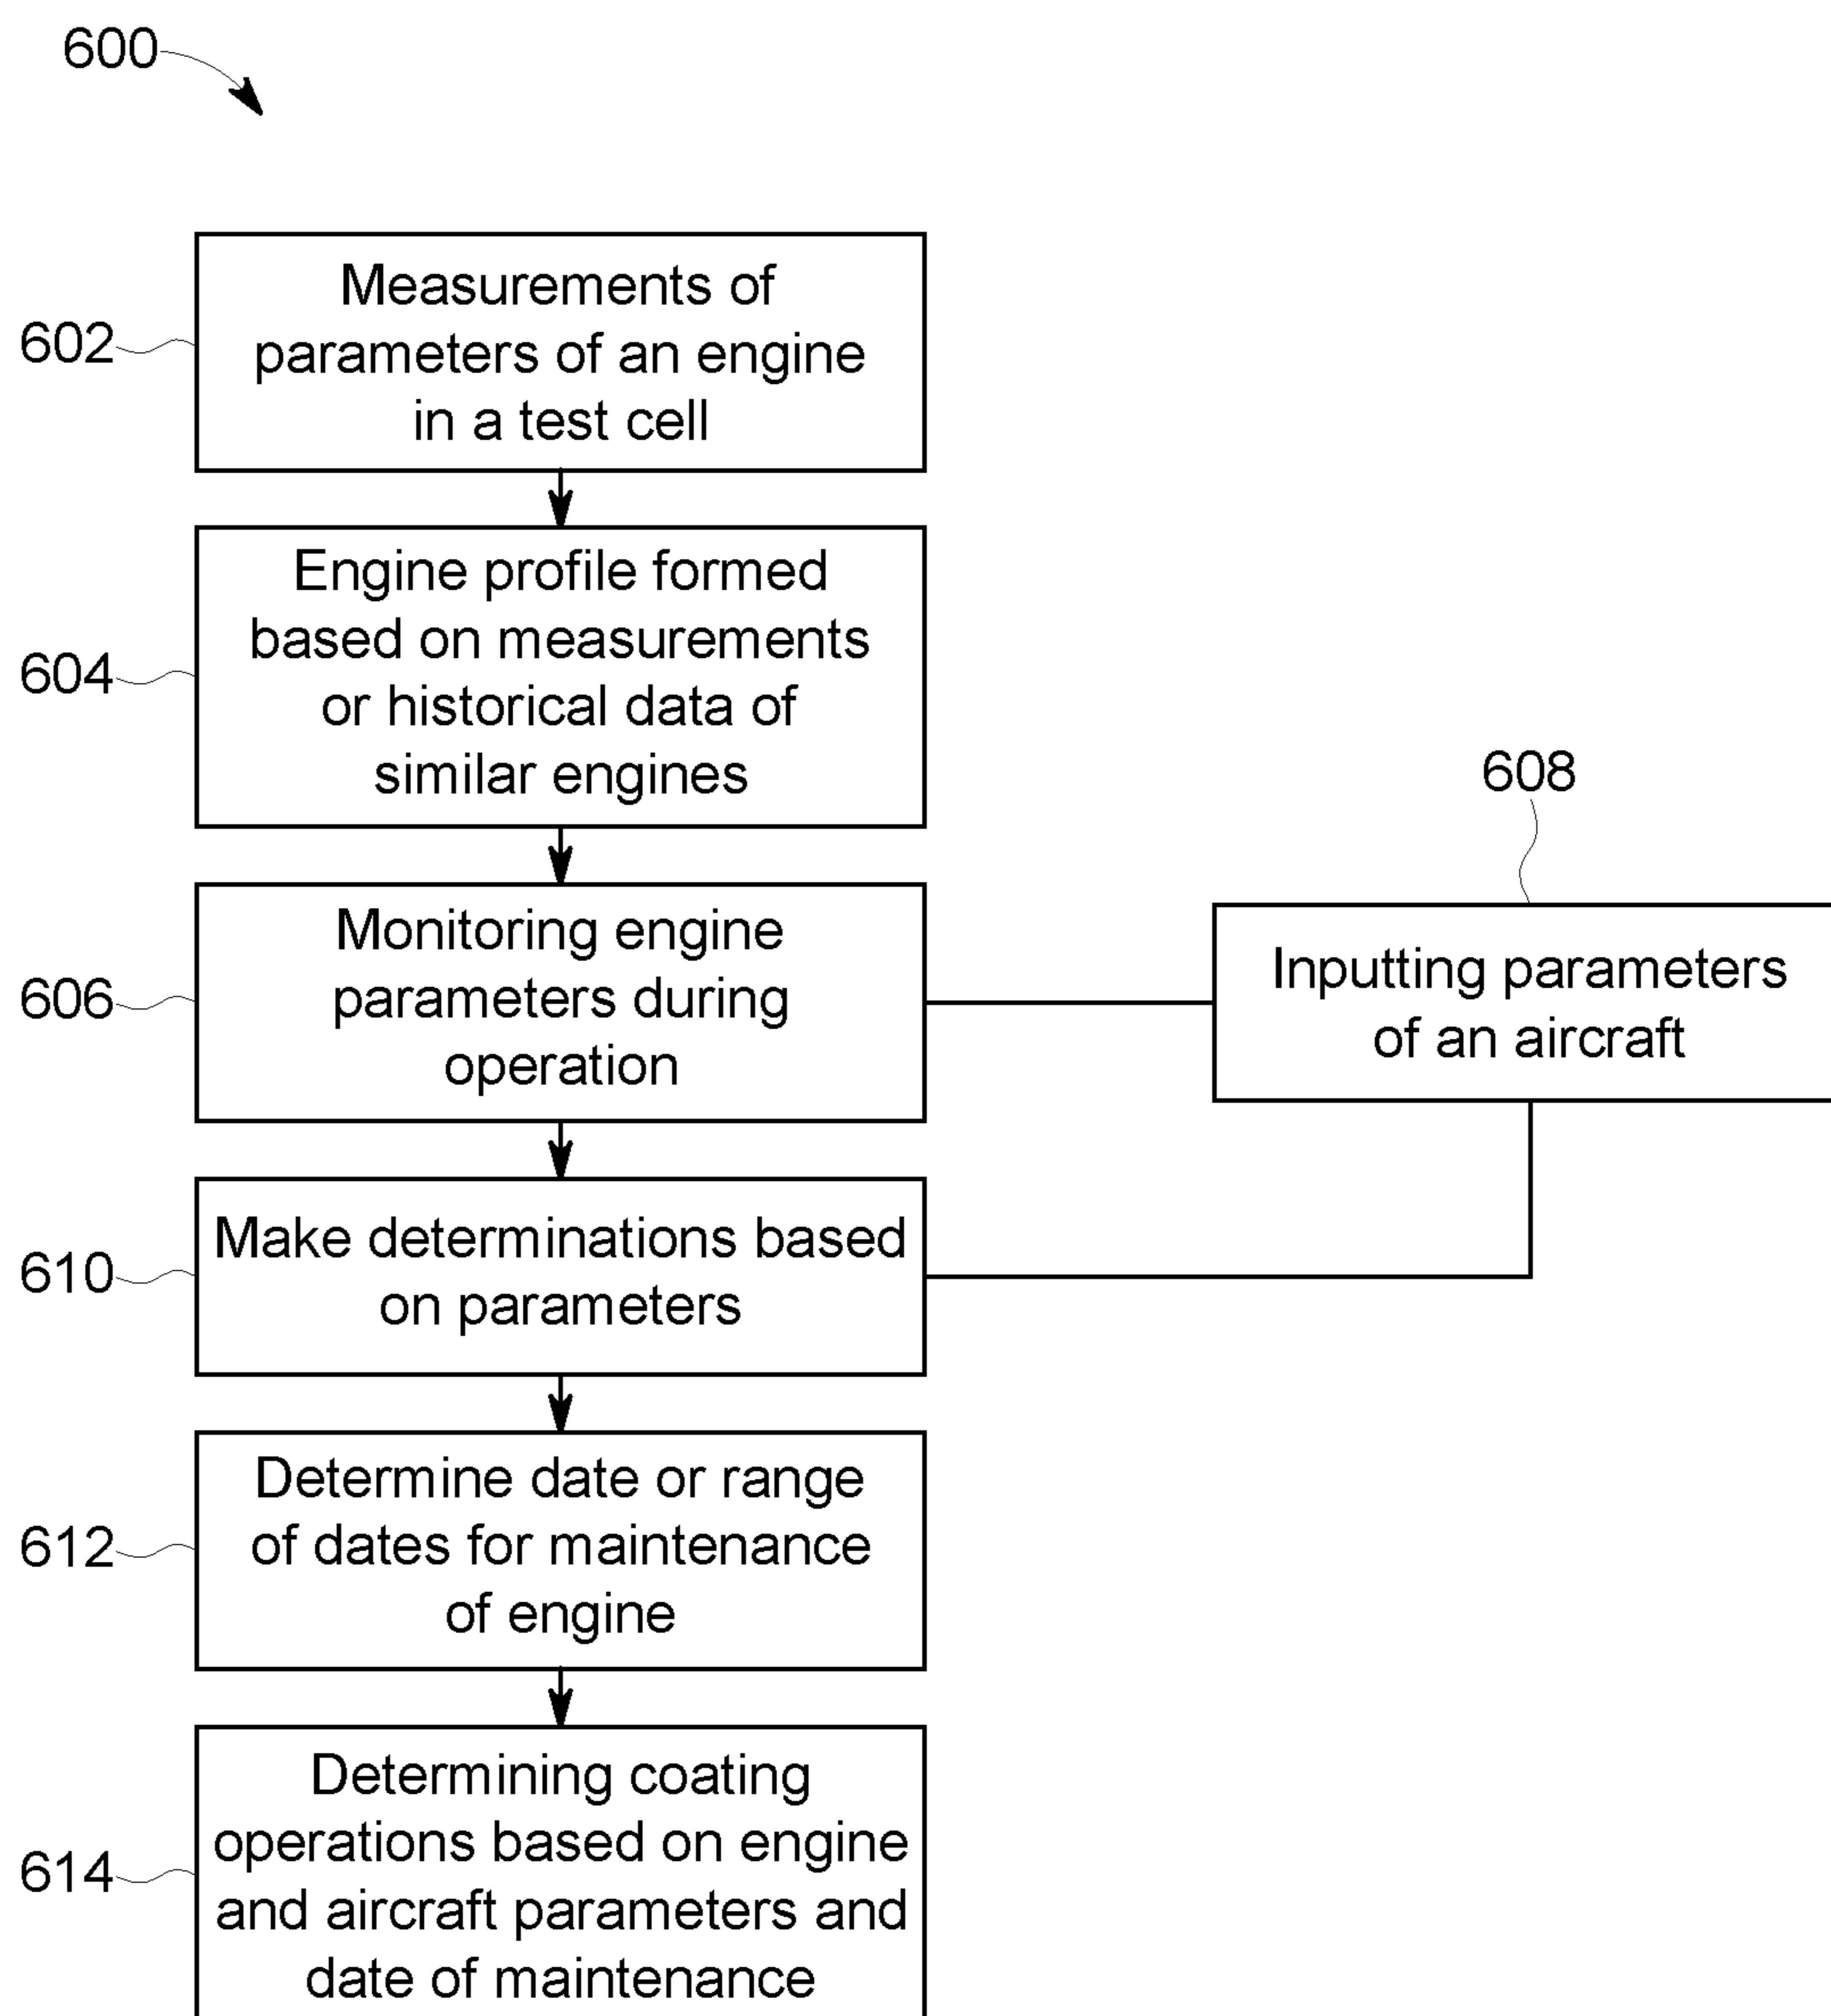 600
602
Measurements of
parameters of an engine
in a test cell
604
Engine profile formed
based on measurements
or historical data of
similar engines
606
Monitoring engine
parameters during
operation
608
Inputting parameters
of an aircraft
610
Make determinations based
on parameters
612
Determine date or range
of dates for maintenance
of engine
614
Determining coating
operations based on engine
and aircraft parameters and
date of maintenance